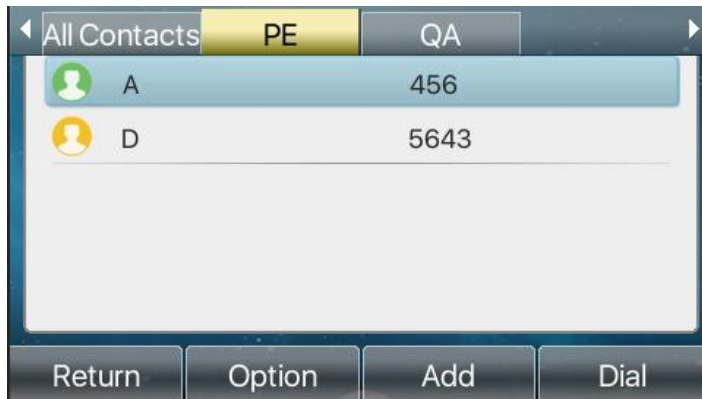 All Contacts PE QA
A 456
D 5643
Return Option Add Dial